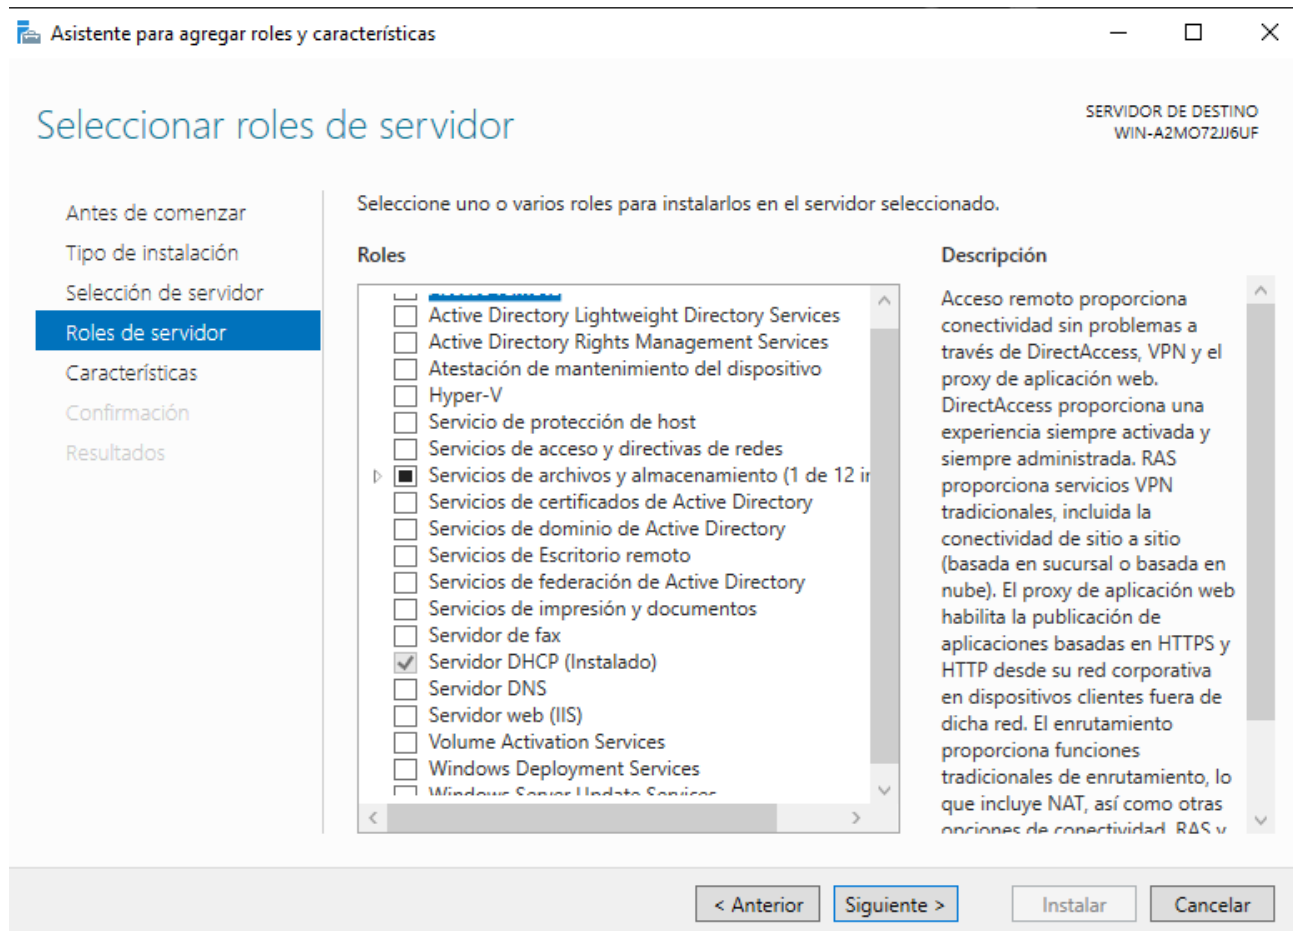 Asistente para agregar roles y características
Seleccionar roles de servidor
SERVIDOR DE DESTINO
WIN-A2MO72JJ6UF
Antes de comenzar
Tipo de instalación
Selección de servidor
Roles de servidor
Características
Confirmación
Resultados
Seleccione uno o varios roles para instalarlos en el servidor seleccionado.
Roles
Active Directory Lightweight Directory Services
Active Directory Rights Management Services
Atestación de mantenimiento del dispositivo
Hyper-V
Servicio de protección de host
Servicios de acceso y directivas de redes
Servicios de archivos y almacenamiento (1 de 12 in
Servicios de certificados de Active Directory
Servicios de dominio de Active Directory
Servicios de Escritorio remoto
Servicios de federación de Active Directory
Servicios de impresión y documentos
Servidor de fax
Servidor DHCP (Instalado)
Servidor DNS
Servidor web (IIS)
Volume Activation Services
Windows Deployment Services
Windows Server Update Services
Descripción
Acceso remoto proporciona
conectividad sin problemas a
través de DirectAccess, VPN y el
proxy de aplicación web.
DirectAccess proporciona una
experiencia siempre activada y
siempre administrada. RAS
proporciona servicios VPN
tradicionales, incluida la
conectividad de sitio a sitio
(basada en sucursal o basada en
nube). El proxy de aplicación web
habilita la publicación de
aplicaciones basadas en HTTPS y
HTTP desde su red corporativa
en dispositivos clientes fuera de
dicha red. El enrutamiento
proporciona funciones
tradicionales de enrutamiento, lo
que incluye NAT, así como otras
opciones de conectividad. RAS y
< Anterior
Siguiente >
Instalar
Cancelar